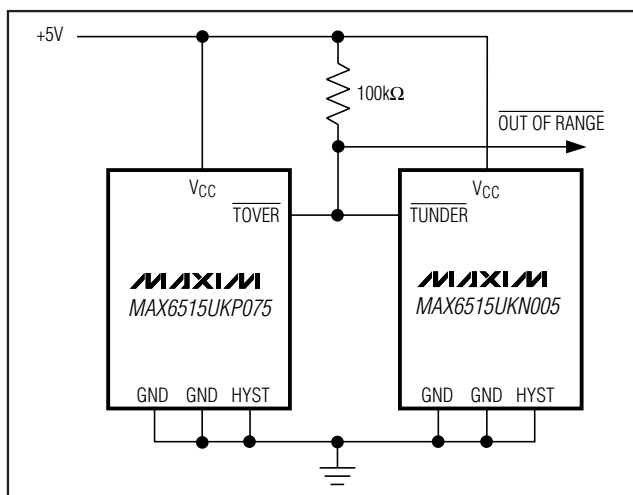 +5V
100kΩ
OUT OF RANGE
VCC
TOVER
MAXIM
MAX6515UKP075
GND GND HYST
VCC
TUNDER
MAXIM
MAX6515UKN005
GND GND HYST